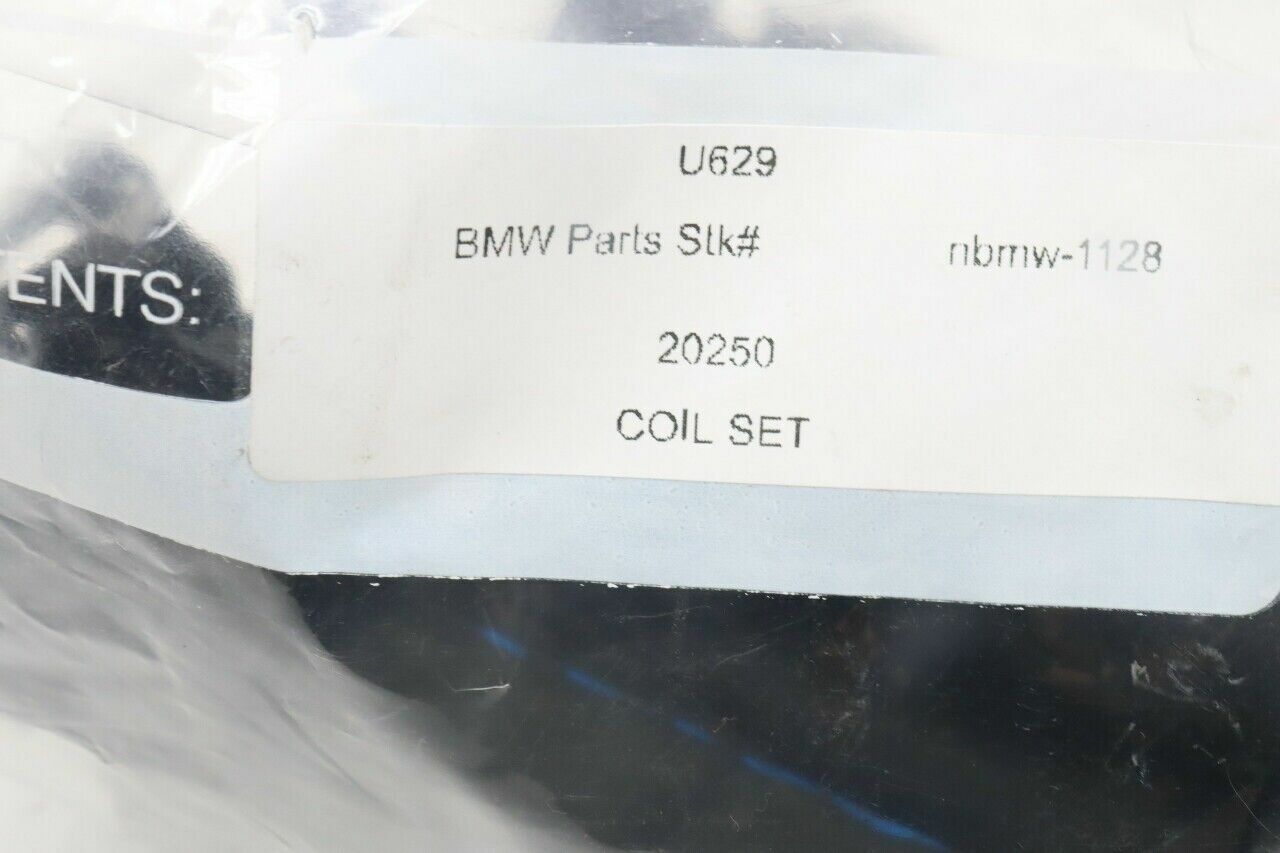 U629
BMW Parts Stk# nbmw-1128
ENTS:
20250
COIL SET